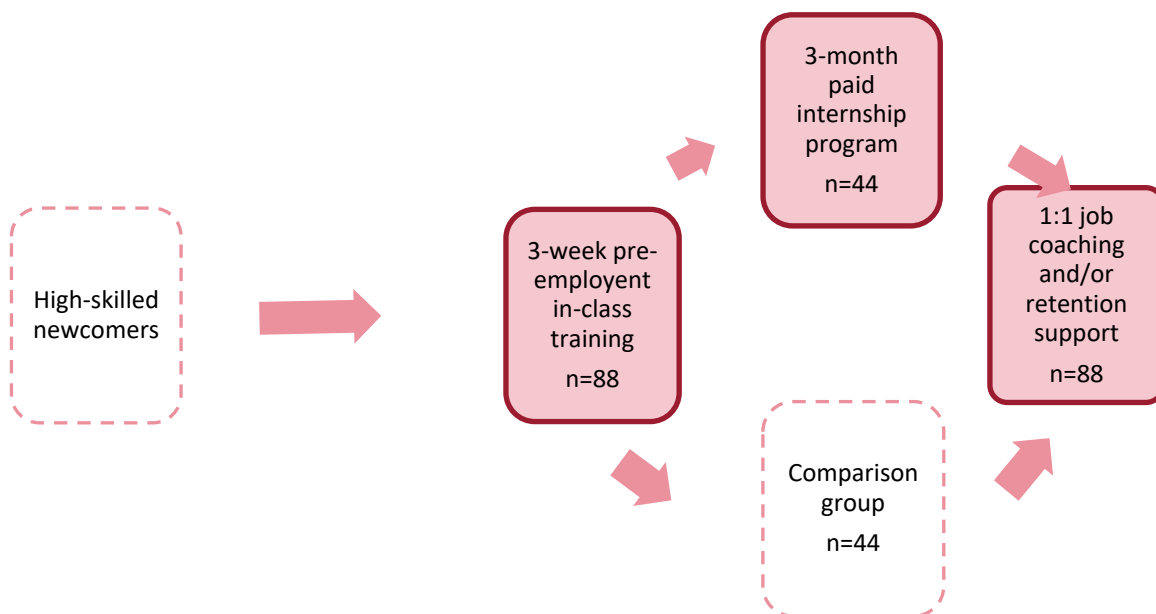 High-skilled
newcomers
3-week pre-
employent
in-class
training
n=88
3-month
paid
internship
program
n=44
Comparison
group
n=44
1:1 job
coaching
and/or
retention
support
n=88